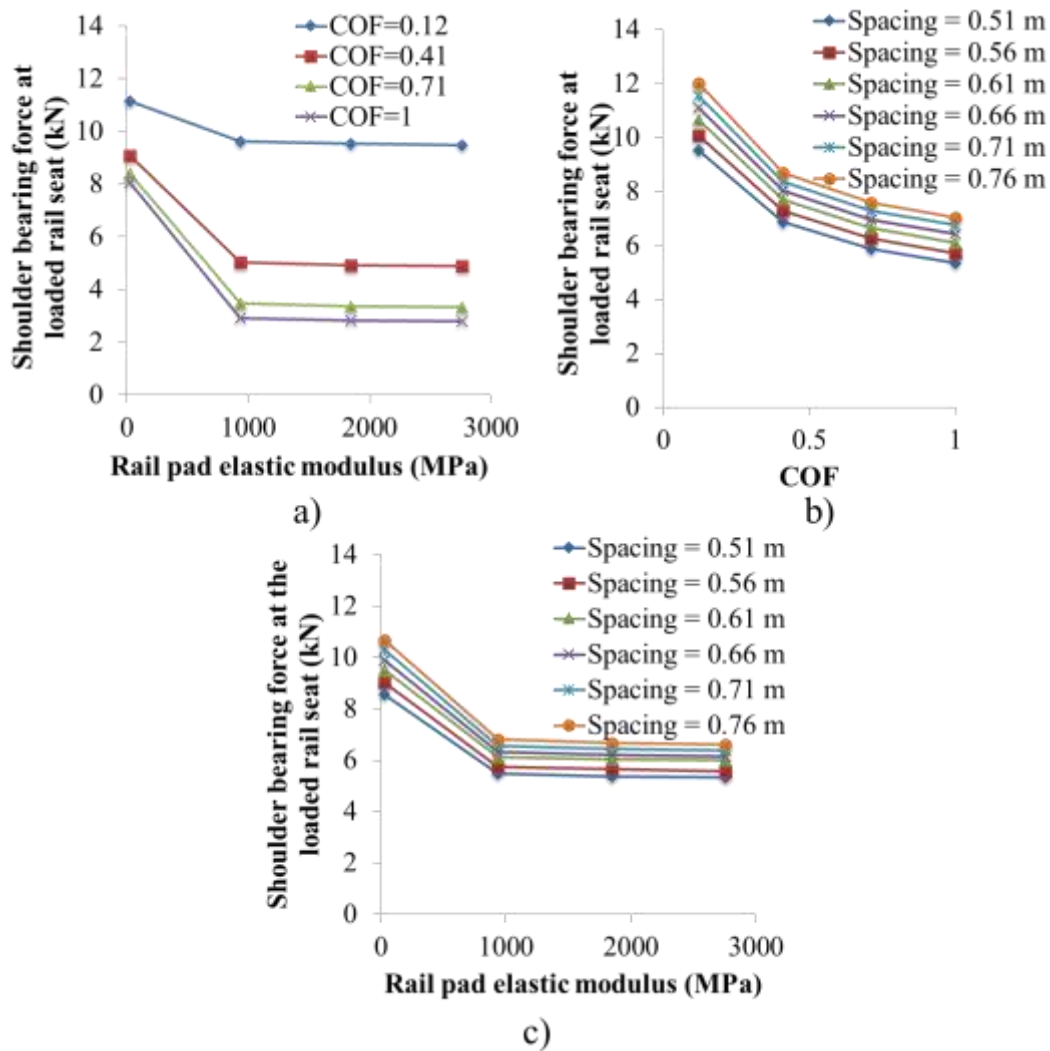 14
12
10
8
6
4
2
0
Shoulder bearing force at
loaded rail seat (kN)
COF=0.12
COF=0.41
COF=0.71
COF=1
0 1000 2000 3000
Rail pad elastic modulus (MPa)
a)
14
12
10
8
6
4
2
0
Shoulder bearing force at
loaded rail seat (kN)
Spacing = 0.51 m
Spacing = 0.56 m
Spacing = 0.61 m
Spacing = 0.66 m
Spacing = 0.71 m
Spacing = 0.76 m
0 0.5 1
COF
b)
14
12
10
8
6
4
2
0
Shoulder bearing force at the
loaded rail seat (kN)
Spacing = 0.51 m
Spacing = 0.56 m
Spacing = 0.61 m
Spacing = 0.66 m
Spacing = 0.71 m
Spacing = 0.76 m
0 1000 2000 3000
Rail pad elastic modulus (MPa)
c)